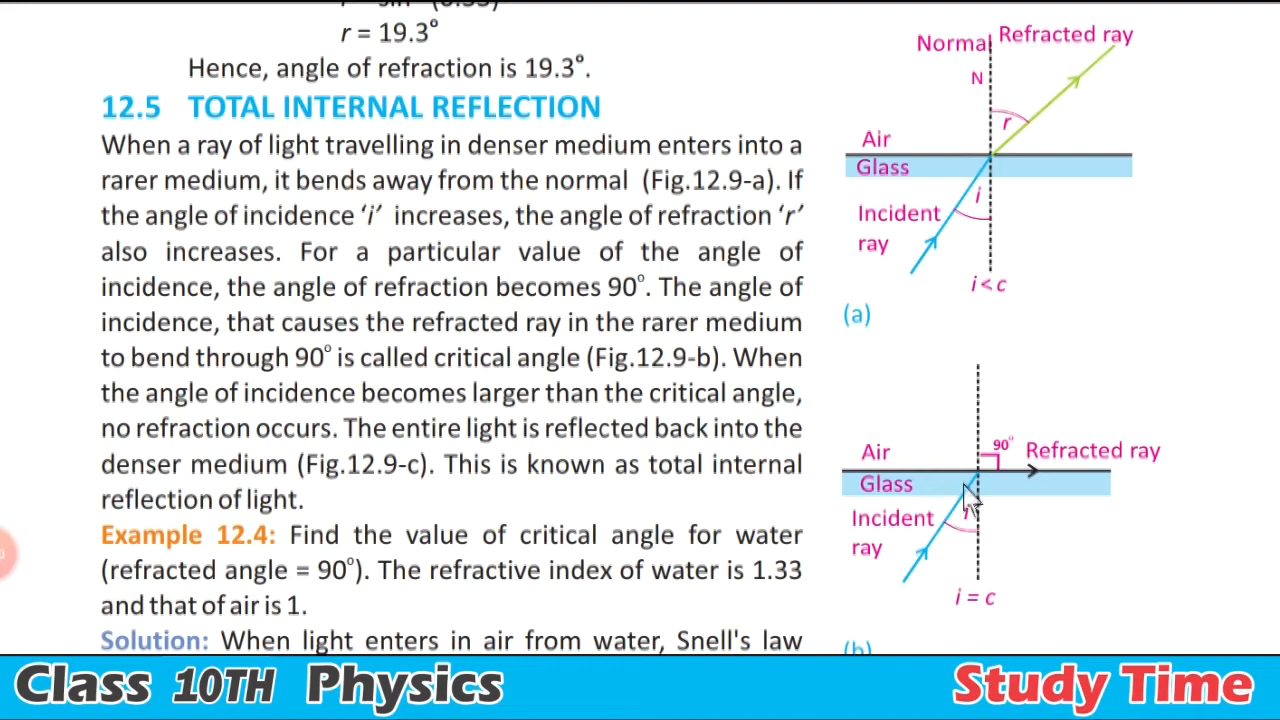 r = 19.3°
Hence, angle of refraction is 19.3°.
12.5 TOTAL INTERNAL REFLECTION
When a ray of light travelling in denser medium enters into a
rarer medium, it bends away from the normal (Fig.12.9-a). If
the angle of incidence ‘i’ increases, the angle of refraction ‘r’
also increases. For a particular value of the angle of
incidence, the angle of refraction becomes 90°. The angle of
incidence, that causes the refracted ray in the rarer medium
to bend through 90° is called critical angle (Fig.12.9-b). When
the angle of incidence becomes larger than the critical angle,
no refraction occurs. The entire light is reflected back into the
denser medium (Fig.12.9-c). This is known as total internal
reflection of light.
Example 12.4: Find the value of critical angle for water
(refracted angle = 90°). The refractive index of water is 1.33
and that of air is 1.
Solution: When light enters in air from water, Snell's law
Normal Refracted ray
N
r
Air
Glass
i
Incident
ray
i < c
(a)
90° Refracted ray
Air
Glass
Incident
ray
i = c
(b)
Class 10TH Physics
Study Time